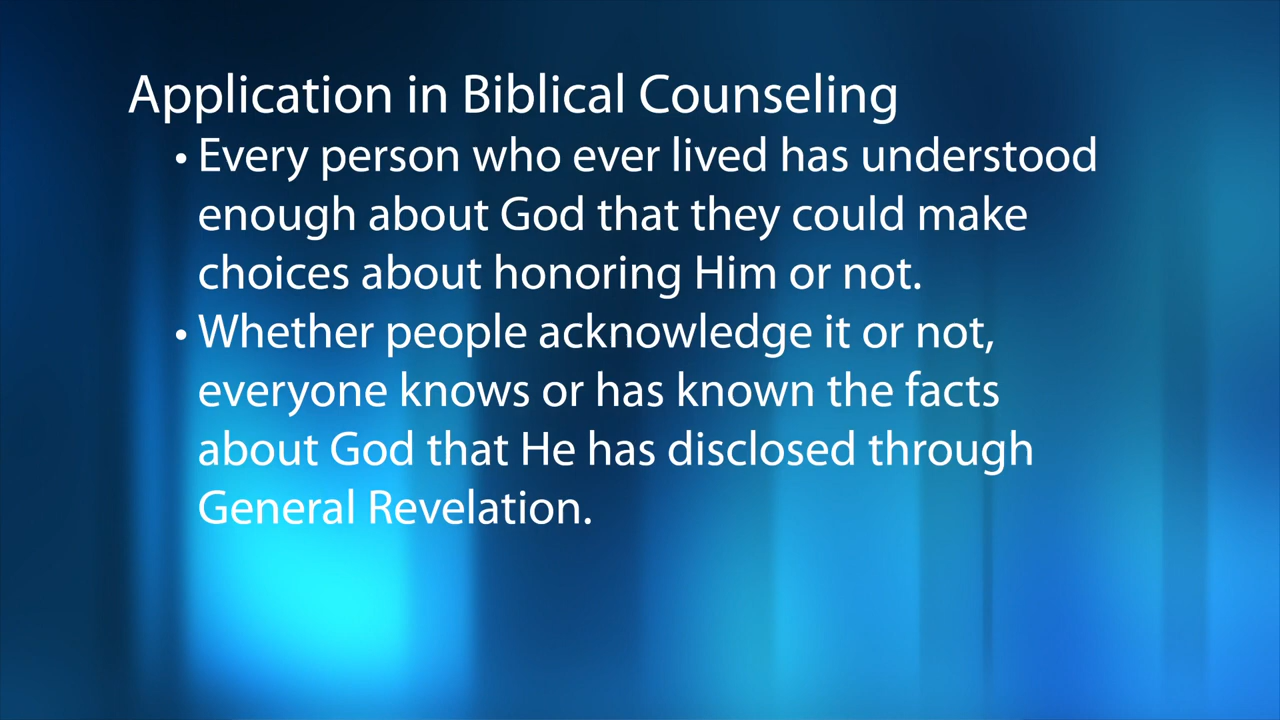 Application in Biblical Counseling
• Every person who ever lived has understood
enough about God that they could make
choices about honoring Him or not.
• Whether people acknowledge it or not,
everyone knows or has known the facts
about God that He has disclosed through
General Revelation.